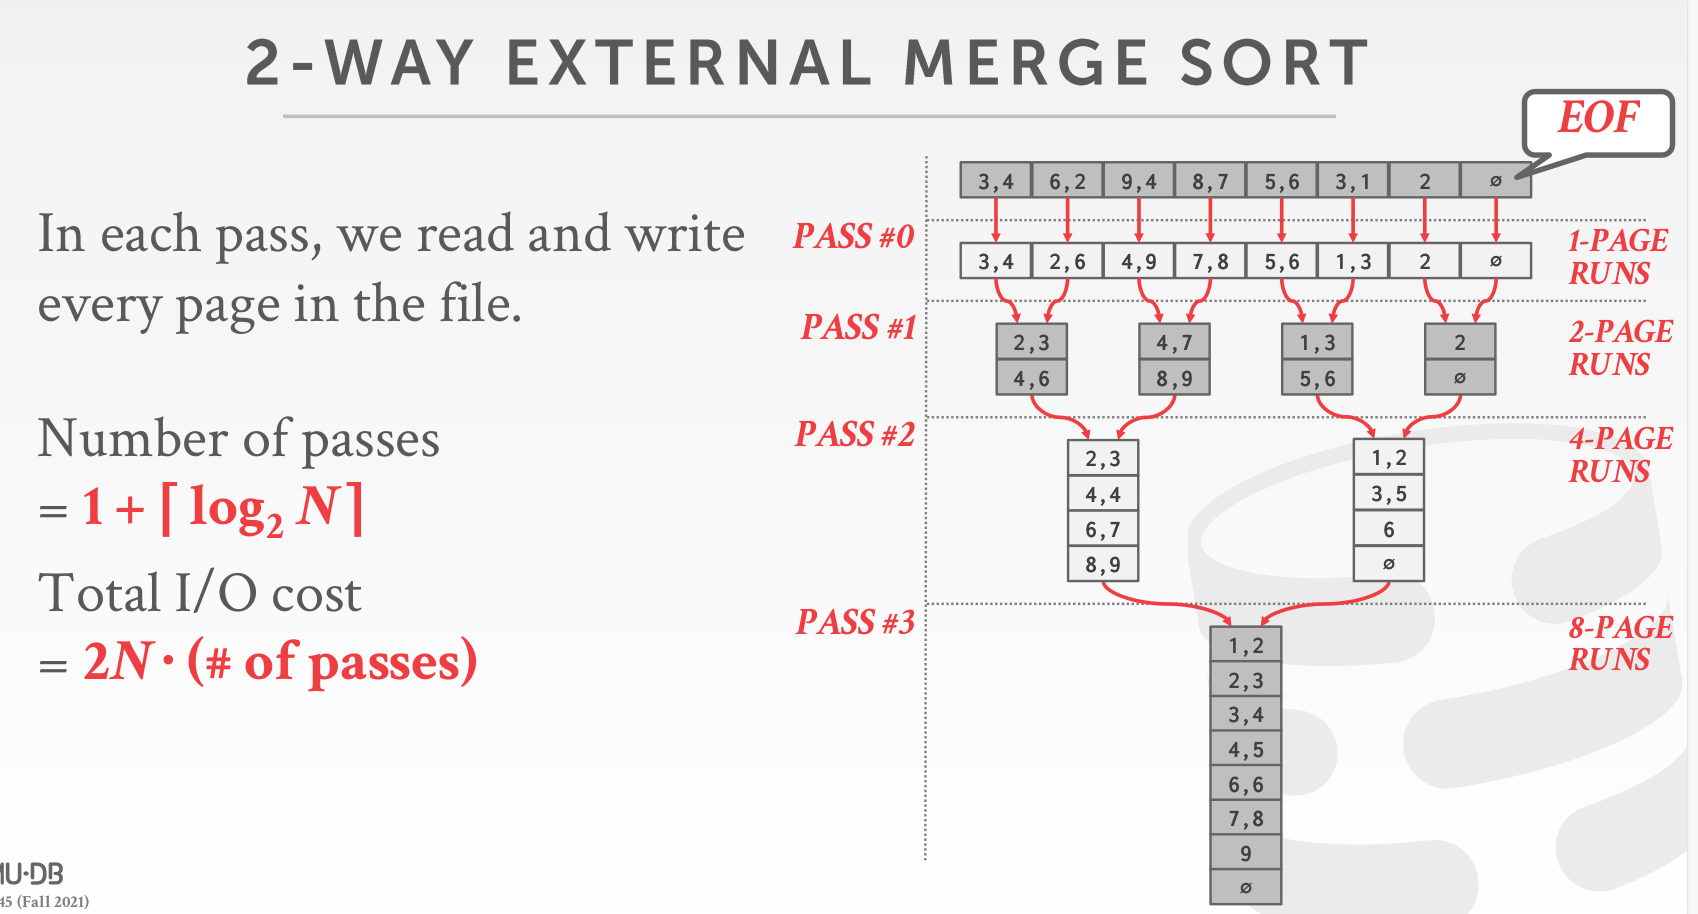 2-WAY EXTERNAL MERGE SORT
EOF
In each pass, we read and write
every page in the file.
Number of passes
= 1 + ⌈ log₂ N ⌉
Total I/O cost
= 2N · (# of passes)
3,4 6,2 9,4 8,7 5,6 3,1 2 ∅
PASS #0
3,4 2,6 4,9 7,8 5,6 1,3 2 ∅
1-PAGE
RUNS
PASS #1
2,3 4,7 1,3 2
4,6 8,9 5,6 ∅
2-PAGE
RUNS
PASS #2
2,3 1,2
4,4 3,5
6,7 6
8,9 ∅
4-PAGE
RUNS
PASS #3
1,2
2,3
3,4
4,5
6,6
7,8
9
∅
8-PAGE
RUNS
MU·DB
45 (Fall 2021)